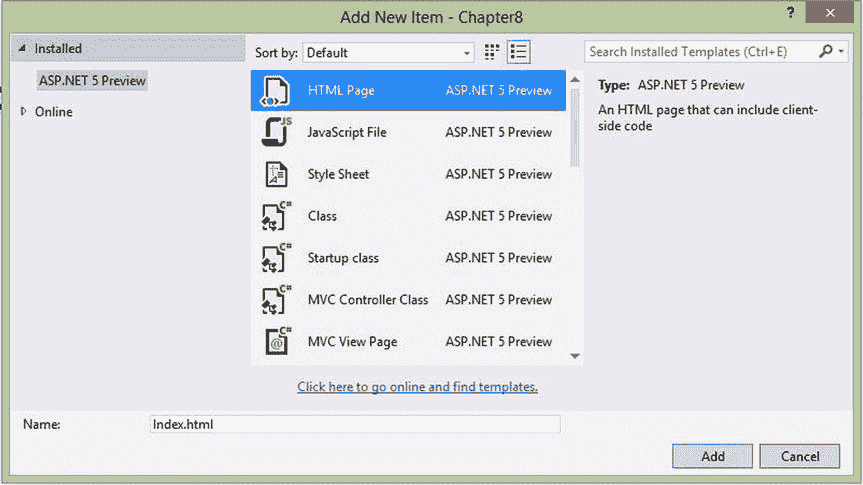 Add New Item - Chapter8
? ×
Installed
Sort by: Default
Search Installed Templates (Ctrl+E)
ASP.NET 5 Preview
Online
HTML Page ASP.NET 5 Preview
JS JavaScript File ASP.NET 5 Preview
Style Sheet ASP.NET 5 Preview
C# Class ASP.NET 5 Preview
C# Startup class ASP.NET 5 Preview
C# MVC Controller Class ASP.NET 5 Preview
C# @ MVC View Page ASP.NET 5 Preview
Type: ASP.NET 5 Preview
An HTML page that can include client-
side code
Click here to go online and find templates.
Name: Index.html
Add Cancel